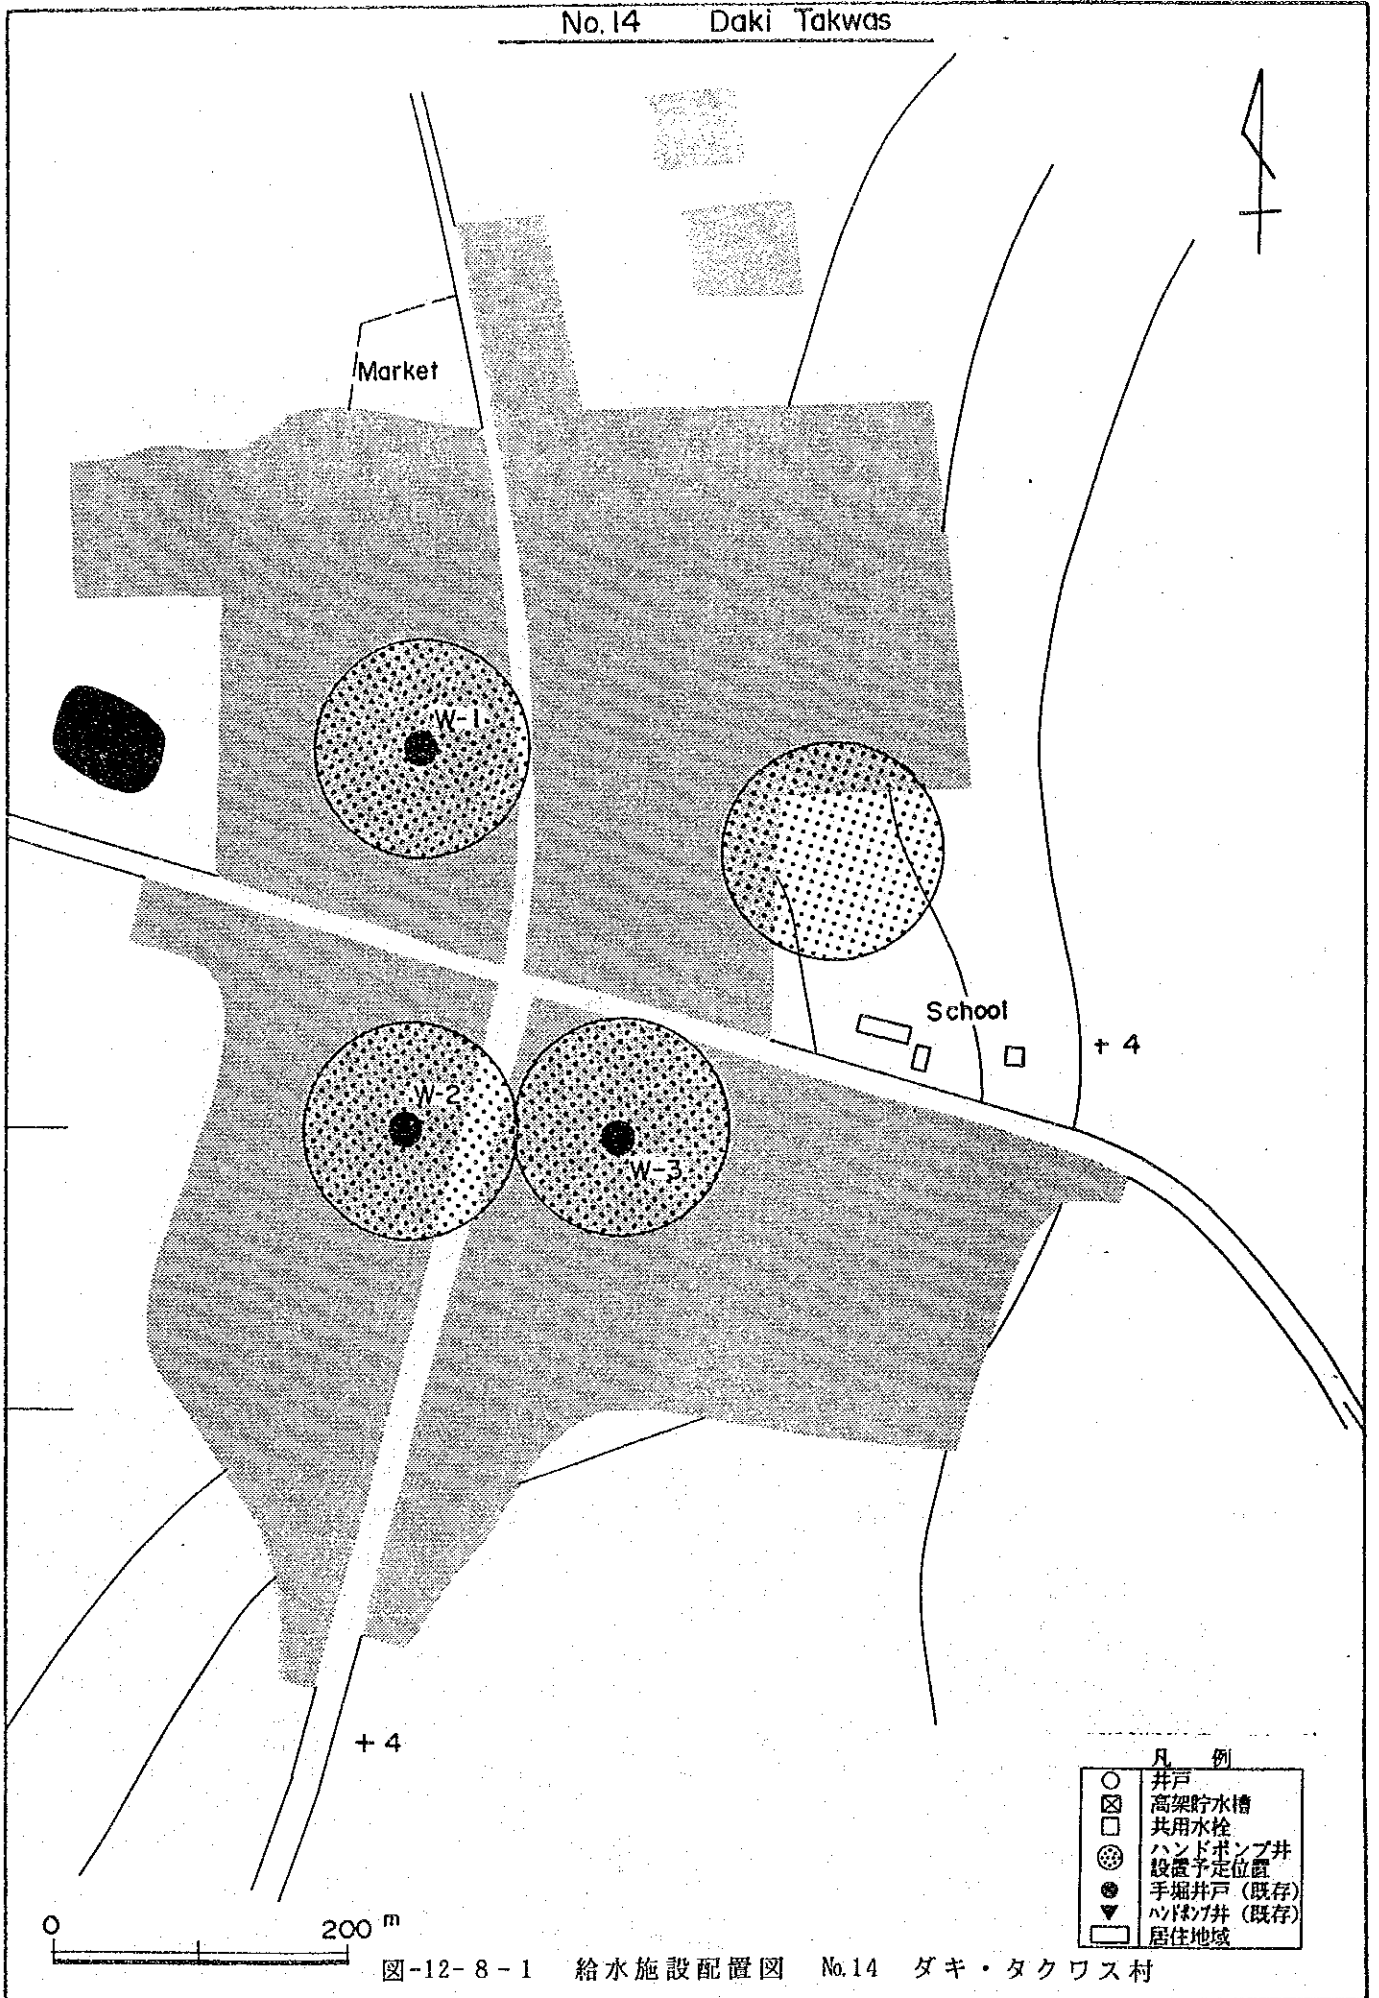 No.14 Daki Takwas
Market
W-1
School
+ 4
W-2
W-3
+ 4
凡 例
井戸
高架貯水槽
共用水栓
ハンドポンプ井
設置予定位置
手堀井戸 (既存)
ハンドポンプ井 (既存)
居住地域
0 200 m
図-12-8-1 給水施設配置図 No.14 ダキ・タクワス村